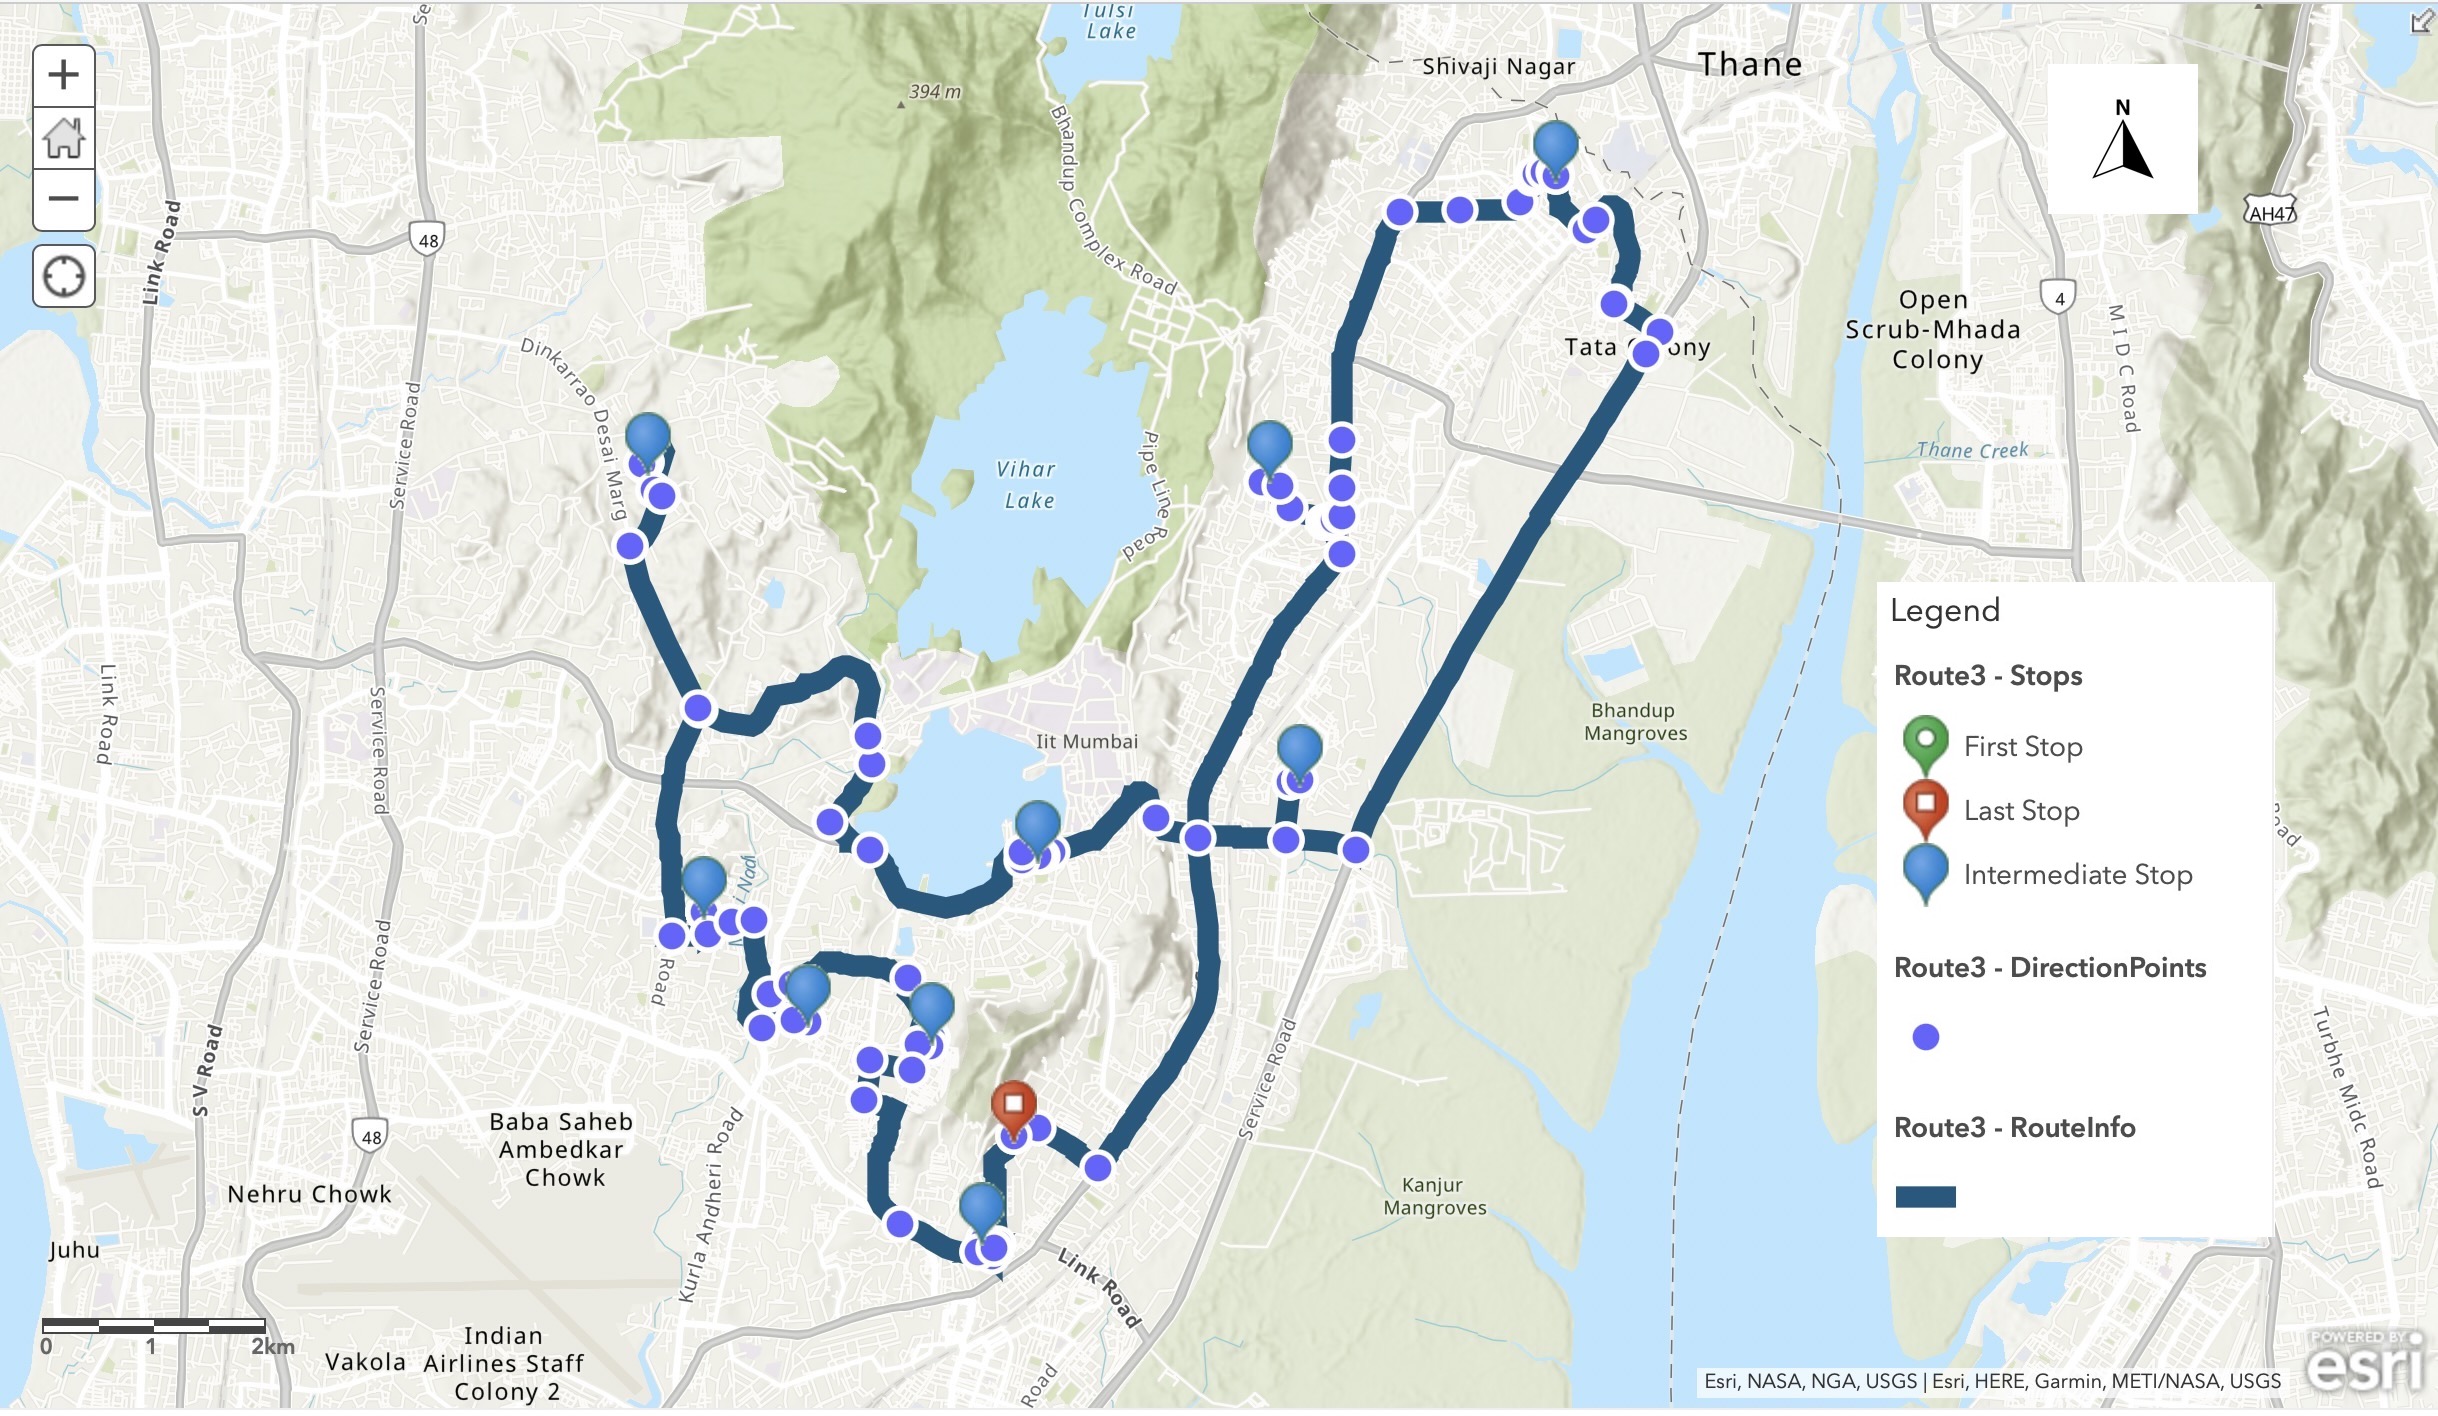 Tulsi
Lake
Se
Shivaji Nagar
Thane
394 m
N
Bhandup Complex Road
Link Road
48
AH47
Open
Scrub-Mhada
Colony
4
M I D C Road
Dinkarrao Desai Marg
Tata
ony
Service Road
Thane Creek
Vihar
Lake
Pipe Line Road
Link Road
Service Road
Bhandup
Mangroves
Iit Mumbai
Legend
Route3 - Stops
First Stop
Last Stop
Intermediate Stop
Route3 - DirectionPoints
Route3 - RouteInfo
i Nadi
Road
Service Road
S V Road
Service Road
Turbhe Midc Road
Baba Saheb
Ambedkar
Chowk
48
Nehru Chowk
Kurla Andheri Road
Kanjur
Mangroves
Juhu
Link Road
0 1 2km
Vakola
Indian
Airlines Staff
Colony 2
Road
Esri, NASA, NGA, USGS | Esri, HERE, Garmin, METI/NASA, USGS
POWERED BY
esri